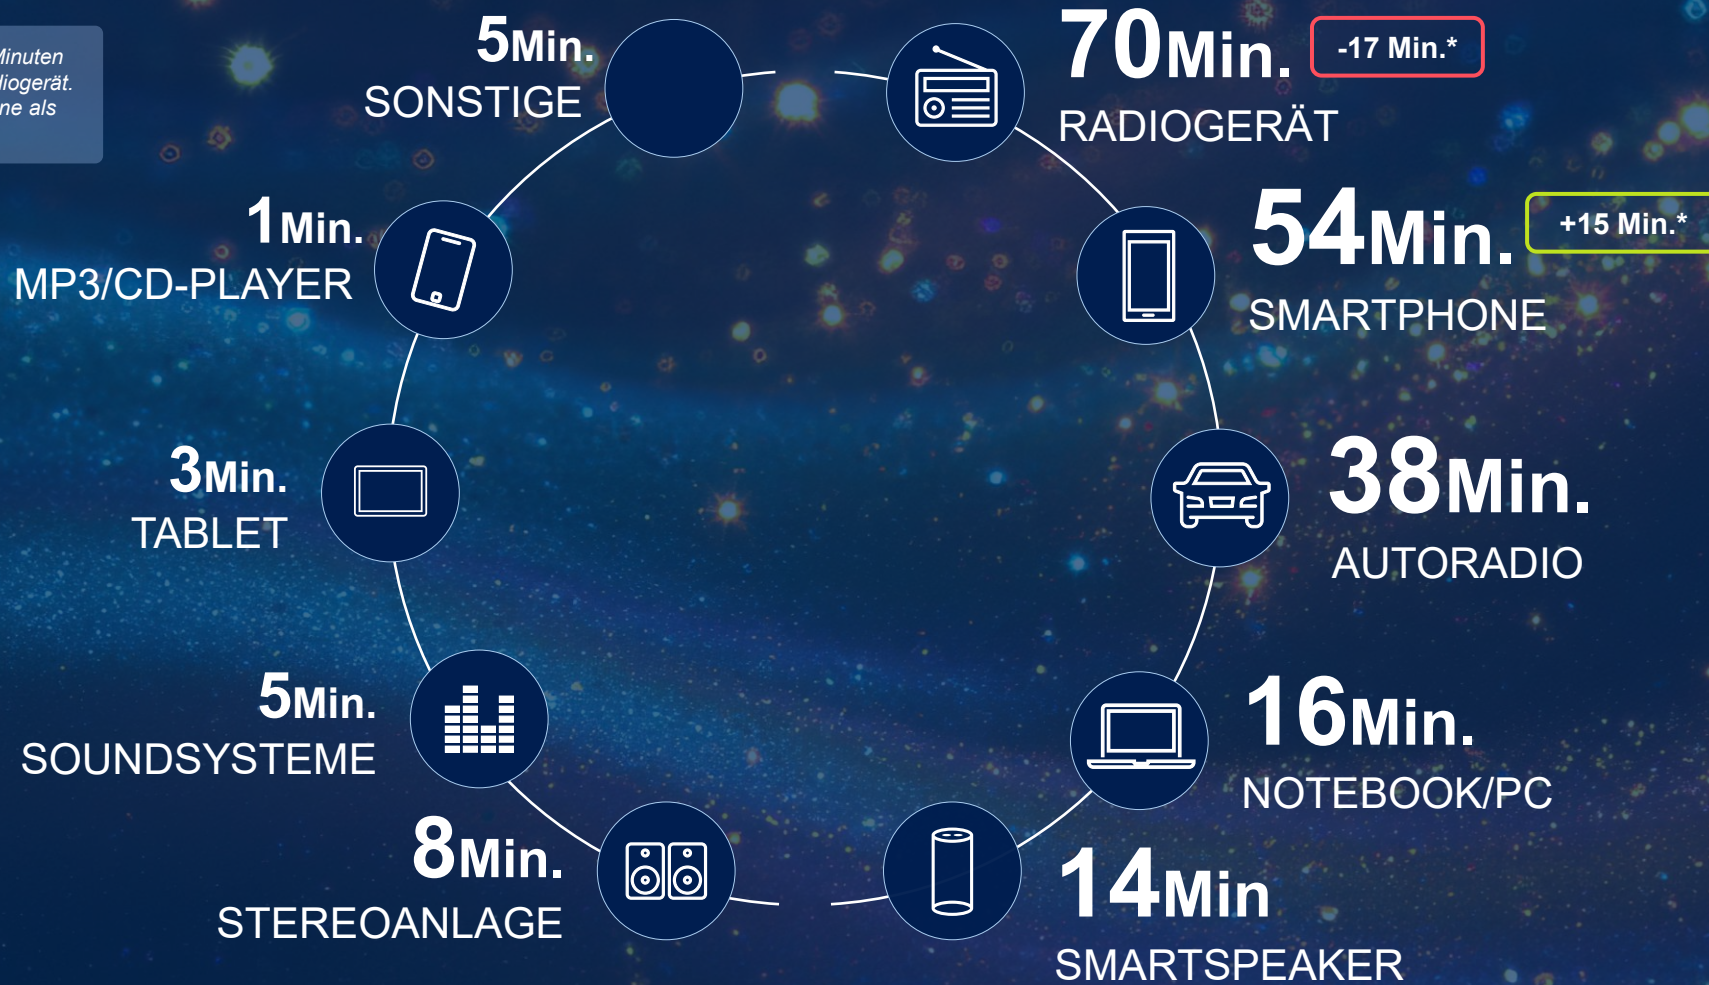 Minuten
ne als
5Min.
SONSTIGE
70Min.
-17 Min.*
RADIOGERÄT
1Min.
MP3/CD-PLAYER
54Min.
+15 Min.*
SMARTPHONE
3Min.
TABLET
38Min.
AUTORADIO
5Min.
SOUNDSYSTEME
16Min.
NOTEBOOK/PC
8Min.
STEREOANLAGE
14Min
SMARTSPEAKER